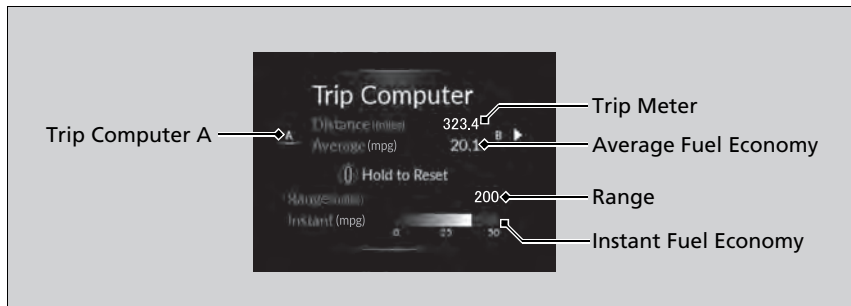 Trip Computer
Trip Computer A
A
Distance (miles) 323.4
B
Trip Meter
Average (mpg) 20.1
Average Fuel Economy
Hold to Reset
Range (miles) 200
Range
Instant (mpg)
0 25 50
Instant Fuel Economy